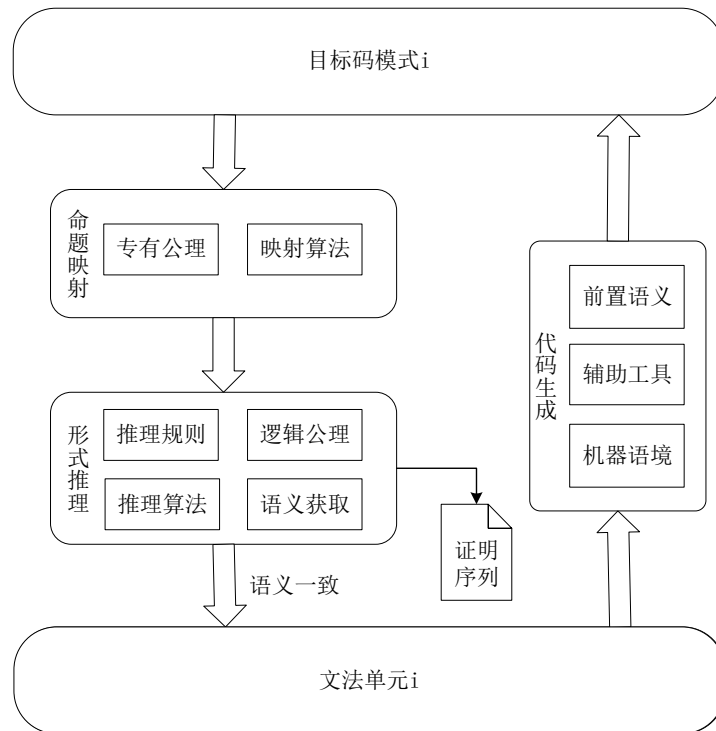 目标码模式i
命题映射
专有公理
映射算法
形式推理
推理规则
逻辑公理
推理算法
语义获取
证明
序列
语义一致
代码生成
前置语义
辅助工具
机器语境
文法单元i